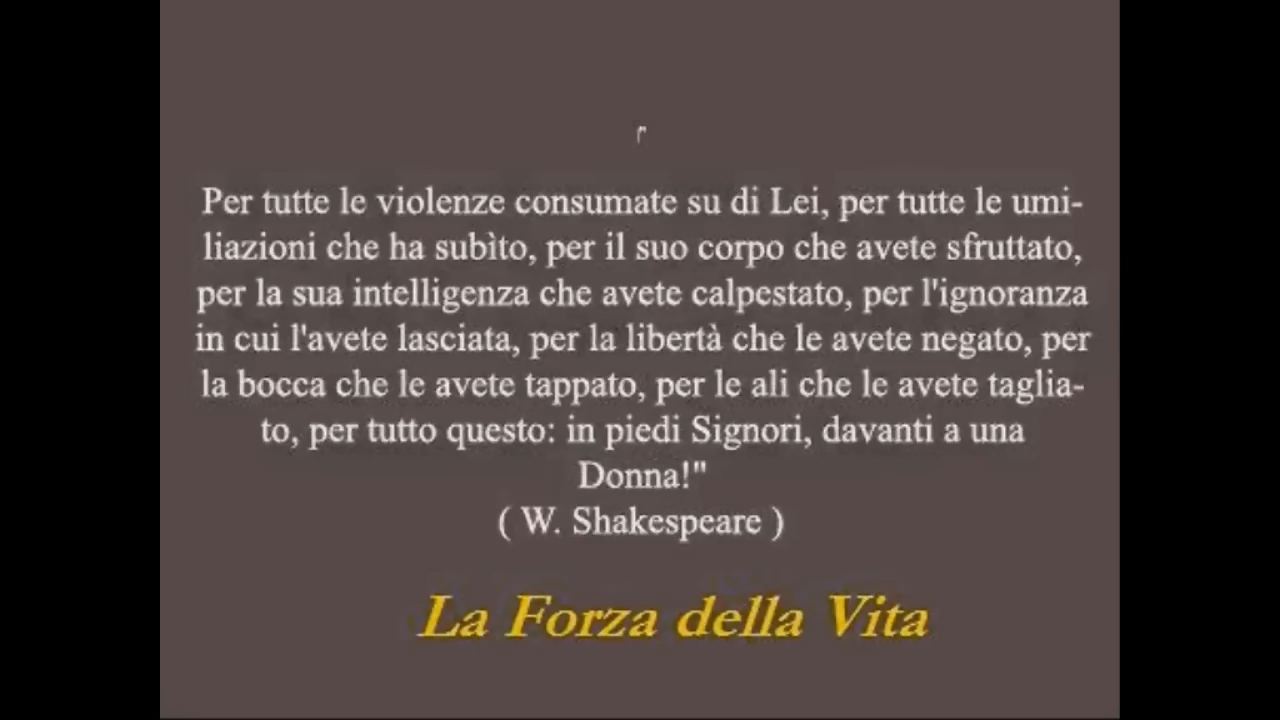 Per tutte le violenze consumate su di Lei, per tutte le umi-
liazioni che ha subìto, per il suo corpo che avete sfruttato,
per la sua intelligenza che avete calpestato, per l'ignoranza
in cui l'avete lasciata, per la libertà che le avete negato, per
la bocca che le avete tappato, per le ali che le avete taglia-
to, per tutto questo: in piedi Signori, davanti a una
Donna!"
( W. Shakespeare )
La Forza della Vita